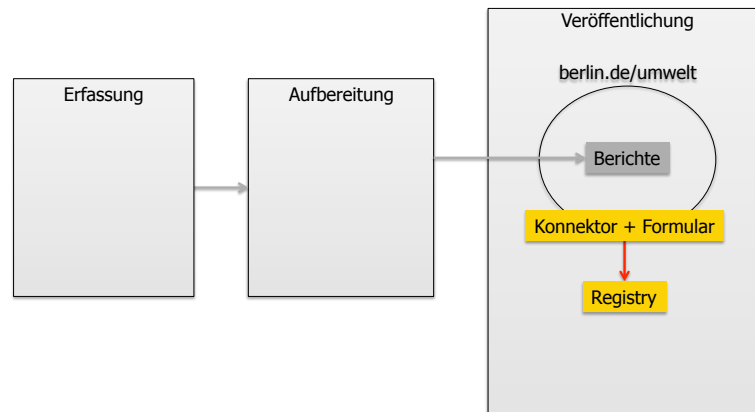 Erfassung
Aufbereitung
Veröffentlichung
berlin.de/umwelt
Berichte
Konnektor + Formular
Registry